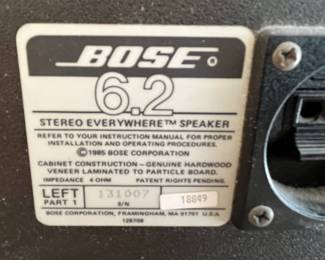 BOSE
6.2
STEREO EVERYWHERE™ SPEAKER
REFER TO YOUR INSTRUCTION MANUAL FOR PROPER
INSTALLATION AND OPERATING PROCEDURES.
©1985 BOSE CORPORATION
CABINET CONSTRUCTION – GENUINE HARDWOOD
VENEER LAMINATED TO PARTICLE BOARD.
IMPEDANCE 4 OHM PATENT RIGHTS PENDING.
LEFT 131007 18849
PART 1 S/N
BOSE CORPORATION, FRAMINGHAM, MA 01701 U.S.A.
128708